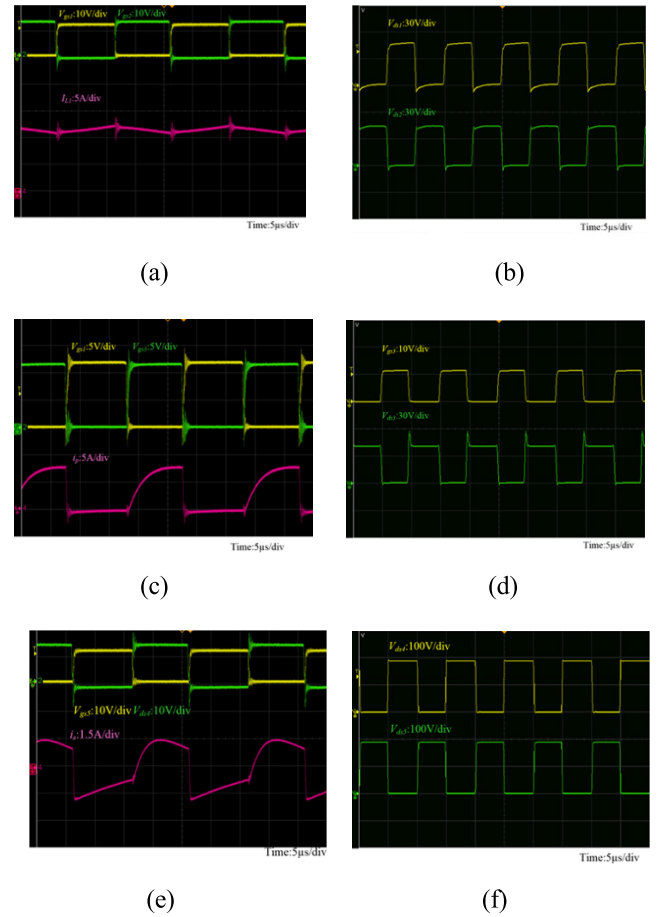 Vgs1:10V/div Vgs2:10V/div
IL1:5A/div
Time:5μs/div
(a)
Vds1:30V/div
Vds2:30V/div
Time:5μs/div
(b)
Vgs1:5V/div Vgs3:5V/div
ip:5A/div
Time:5μs/div
(c)
Vgs3:10V/div
Vds3:30V/div
Time:5μs/div
(d)
Vgs5:10V/div Vds4:10V/div
is:1.5A/div
Time:5μs/div
(e)
Vds4:100V/div
Vds5:100V/div
Time:5μs/div
(f)